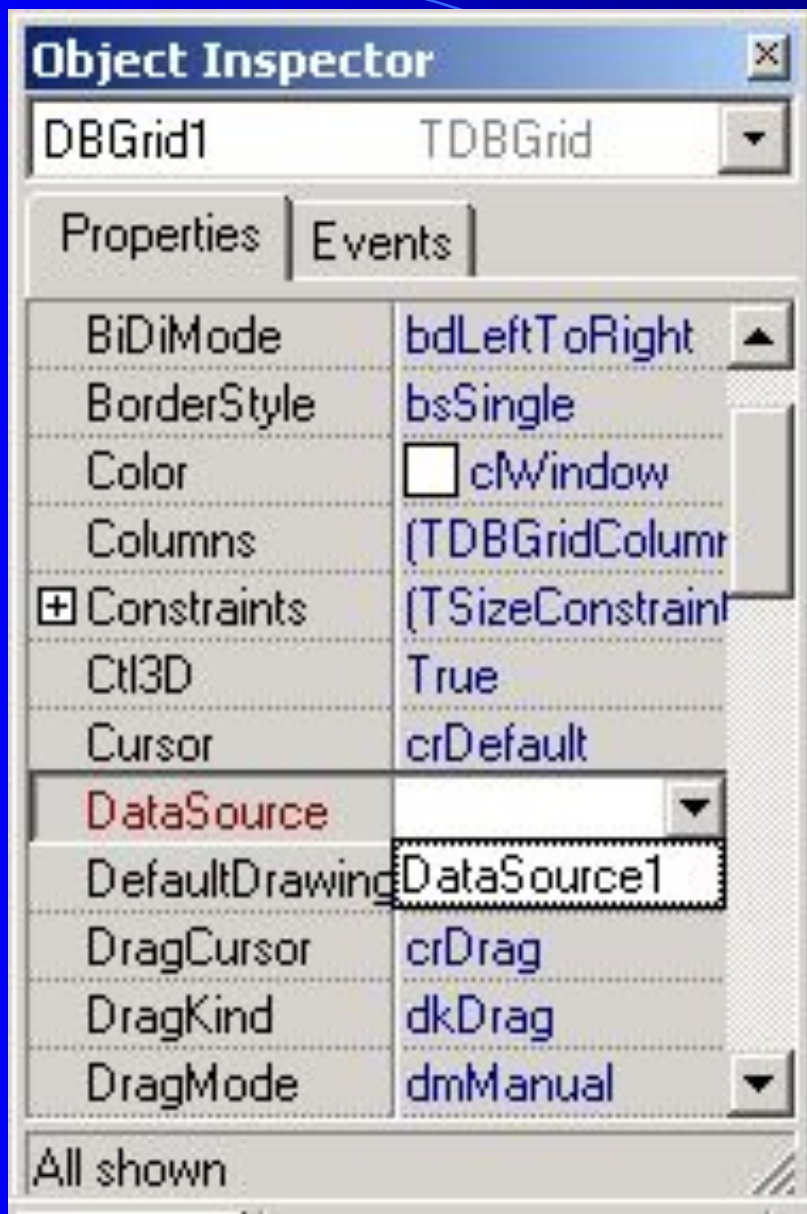 Object Inspector
DBGrid1 TDBGrid
Properties Events
BiDiMode bdLeftToRight
BorderStyle bsSingle
Color clWindow
Columns (TDBGridColumn
Constraints (TSizeConstraint
Ctl3D True
Cursor crDefault
DataSource
DefaultDrawing DataSource1
DragCursor crDrag
DragKind dkDrag
DragMode dmManual
All shown